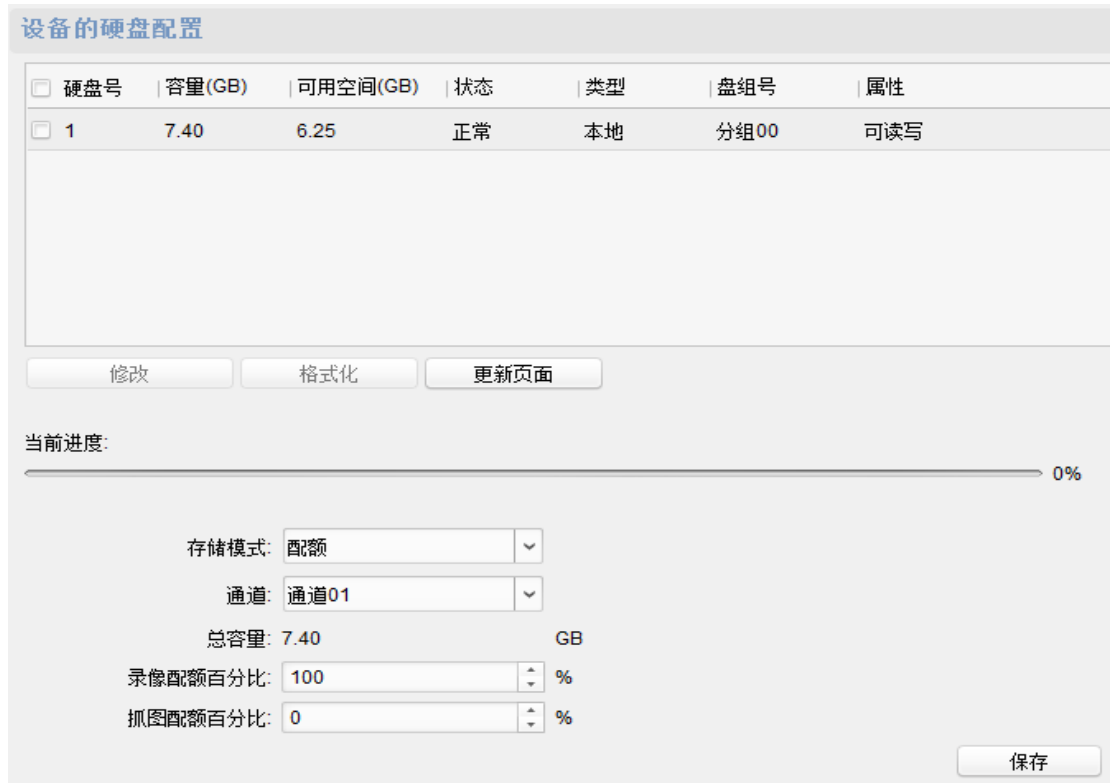 设备的硬盘配置
硬盘号 容量(GB) 可用空间(GB) 状态 类型 盘组号 属性
1 7.40 6.25 正常 本地 分组00 可读写
修改 格式化 更新页面
当前进度:
0%
存储模式: 配额
通道: 通道01
总容量: 7.40 GB
录像配额百分比: 100 %
抓图配额百分比: 0 %
保存